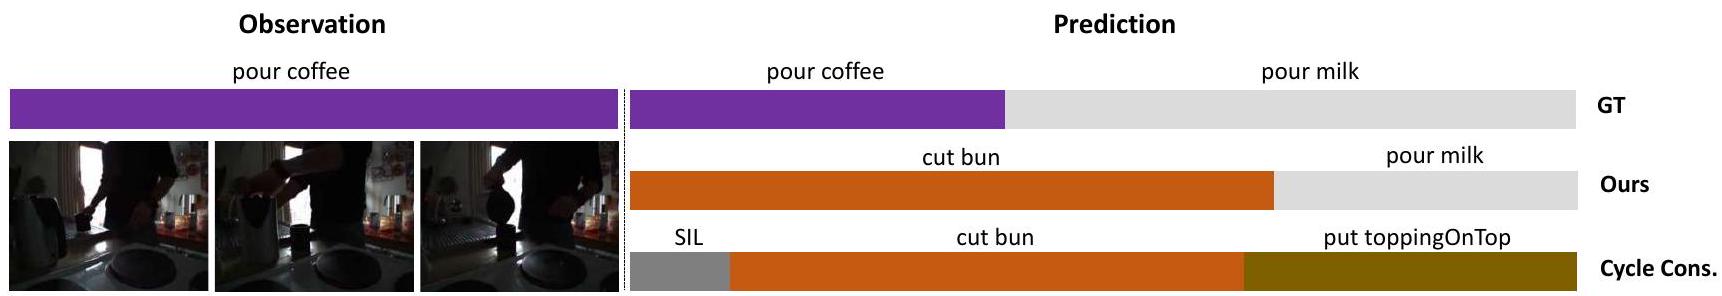 Observation
Prediction
pour coffee
pour coffee
pour milk
GT
cut bun
pour milk
Ours
SIL
cut bun
put toppingOnTop
Cycle Cons.